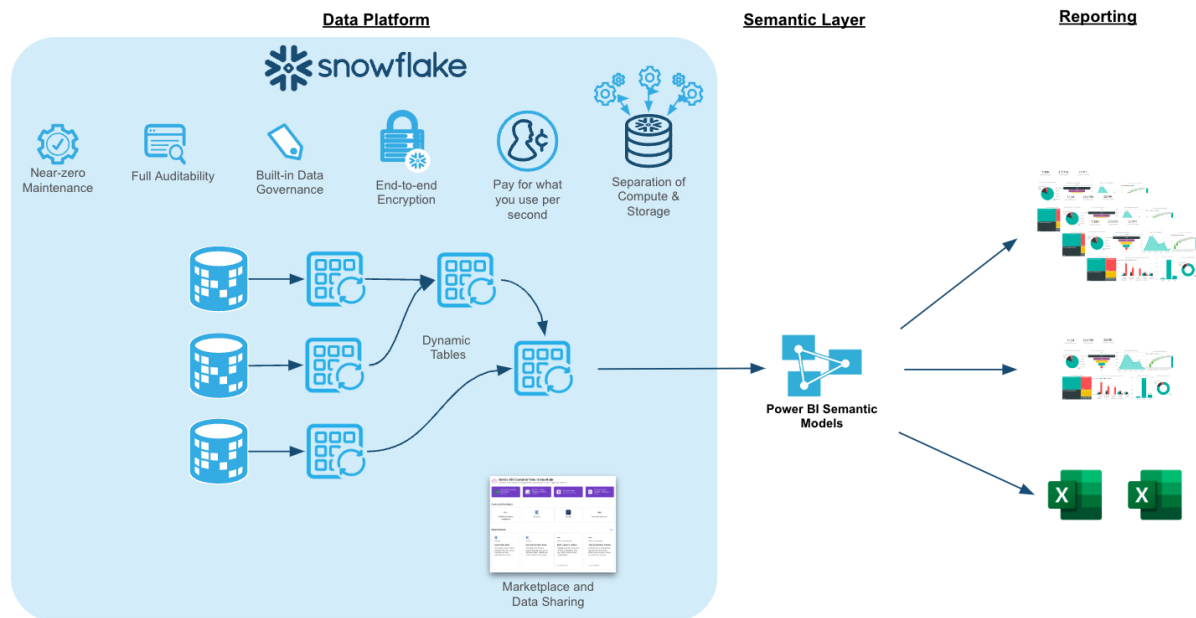 Data Platform
Semantic Layer
Reporting
snowflake
Near-zero
Maintenance
Full Auditability
Built-in Data
Governance
End-to-end
Encryption
Pay for what
you use per
second
Separation of
Compute &
Storage
Dynamic
Tables
Power BI Semantic
Models
X
X
Marketplace and
Data Sharing